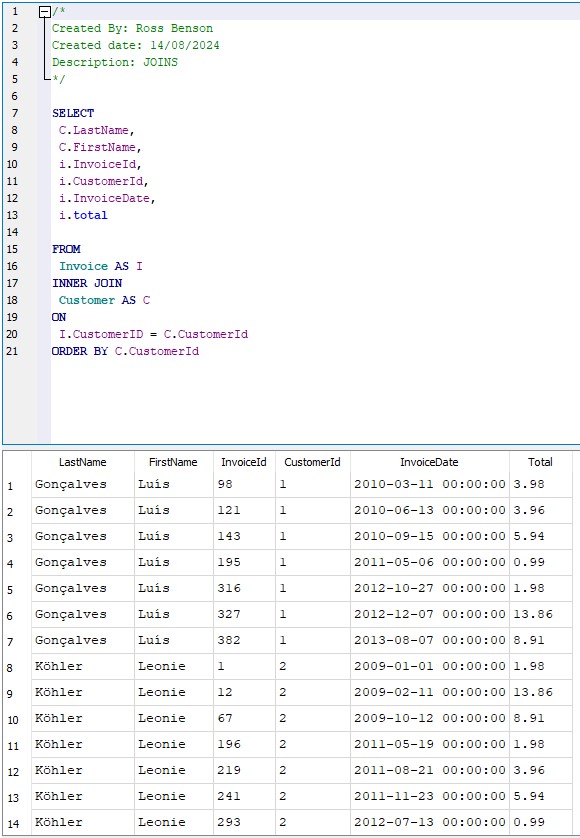 1 /*
2 Created By: Ross Benson
3 Created date: 14/08/2024
4 Description: JOINS
5 */
6
7 SELECT
8 C.LastName,
9 C.FirstName,
10 i.InvoiceId,
11 i.CustomerId,
12 i.InvoiceDate,
13 i.total
14
15 FROM
16 Invoice AS I
17 INNER JOIN
18 Customer AS C
19 ON
20 I.CustomerID = C.CustomerId
21 ORDER BY C.CustomerId
LastName FirstName InvoiceId CustomerId InvoiceDate Total
1 Gonçalves Luís 98 1 2010-03-11 00:00:00 3.98
2 Gonçalves Luís 121 1 2010-06-13 00:00:00 3.96
3 Gonçalves Luís 143 1 2010-09-15 00:00:00 5.94
4 Gonçalves Luís 195 1 2011-05-06 00:00:00 0.99
5 Gonçalves Luís 316 1 2012-10-27 00:00:00 1.98
6 Gonçalves Luís 327 1 2012-12-07 00:00:00 13.86
7 Gonçalves Luís 382 1 2013-08-07 00:00:00 8.91
8 Köhler Leonie 1 2 2009-01-01 00:00:00 1.98
9 Köhler Leonie 12 2 2009-02-11 00:00:00 13.86
10 Köhler Leonie 67 2 2009-10-12 00:00:00 8.91
11 Köhler Leonie 196 2 2011-05-19 00:00:00 1.98
12 Köhler Leonie 219 2 2011-08-21 00:00:00 3.96
13 Köhler Leonie 241 2 2011-11-23 00:00:00 5.94
14 Köhler Leonie 293 2 2012-07-13 00:00:00 0.99